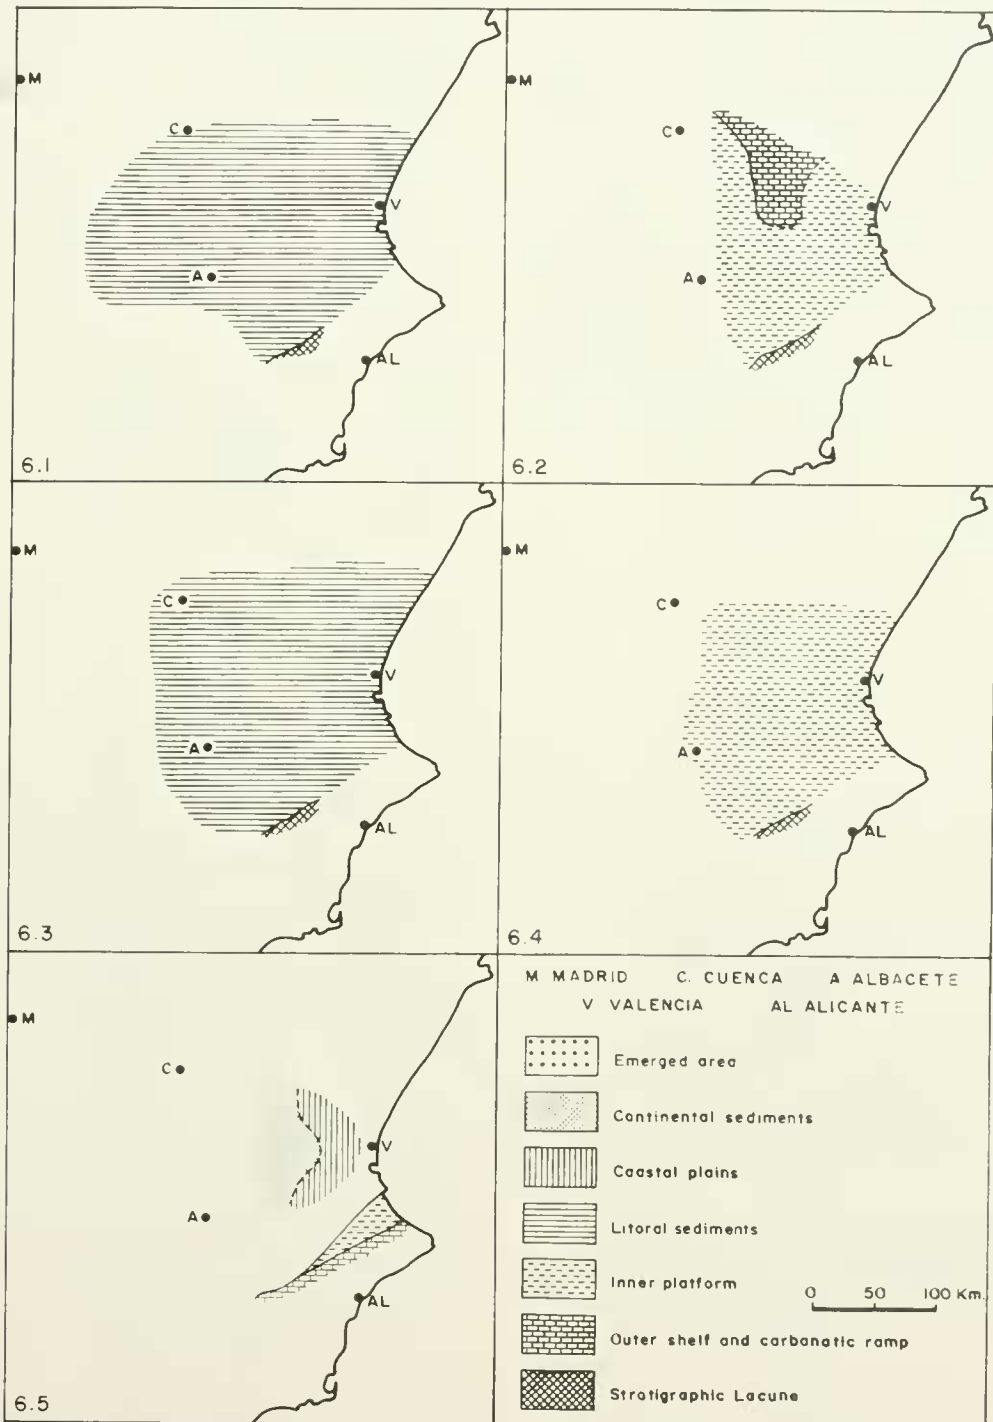 M
C
V
A
AL
6.1
M
C
V
A
AL
6.2
M
C
V
A
AL
6.3
C
V
A
AL
6.4
M
C
V
A
AL
6.5
M MADRID C. CUENCA A ALBACETE
V VALENCIA AL ALICANTE
Emerged area
Continental sediments
Coastal plains
Litoral sediments
Inner platform
0 50 100 Km.
Outer shelf and carbanatic ramp
Stratigraphic Lacune